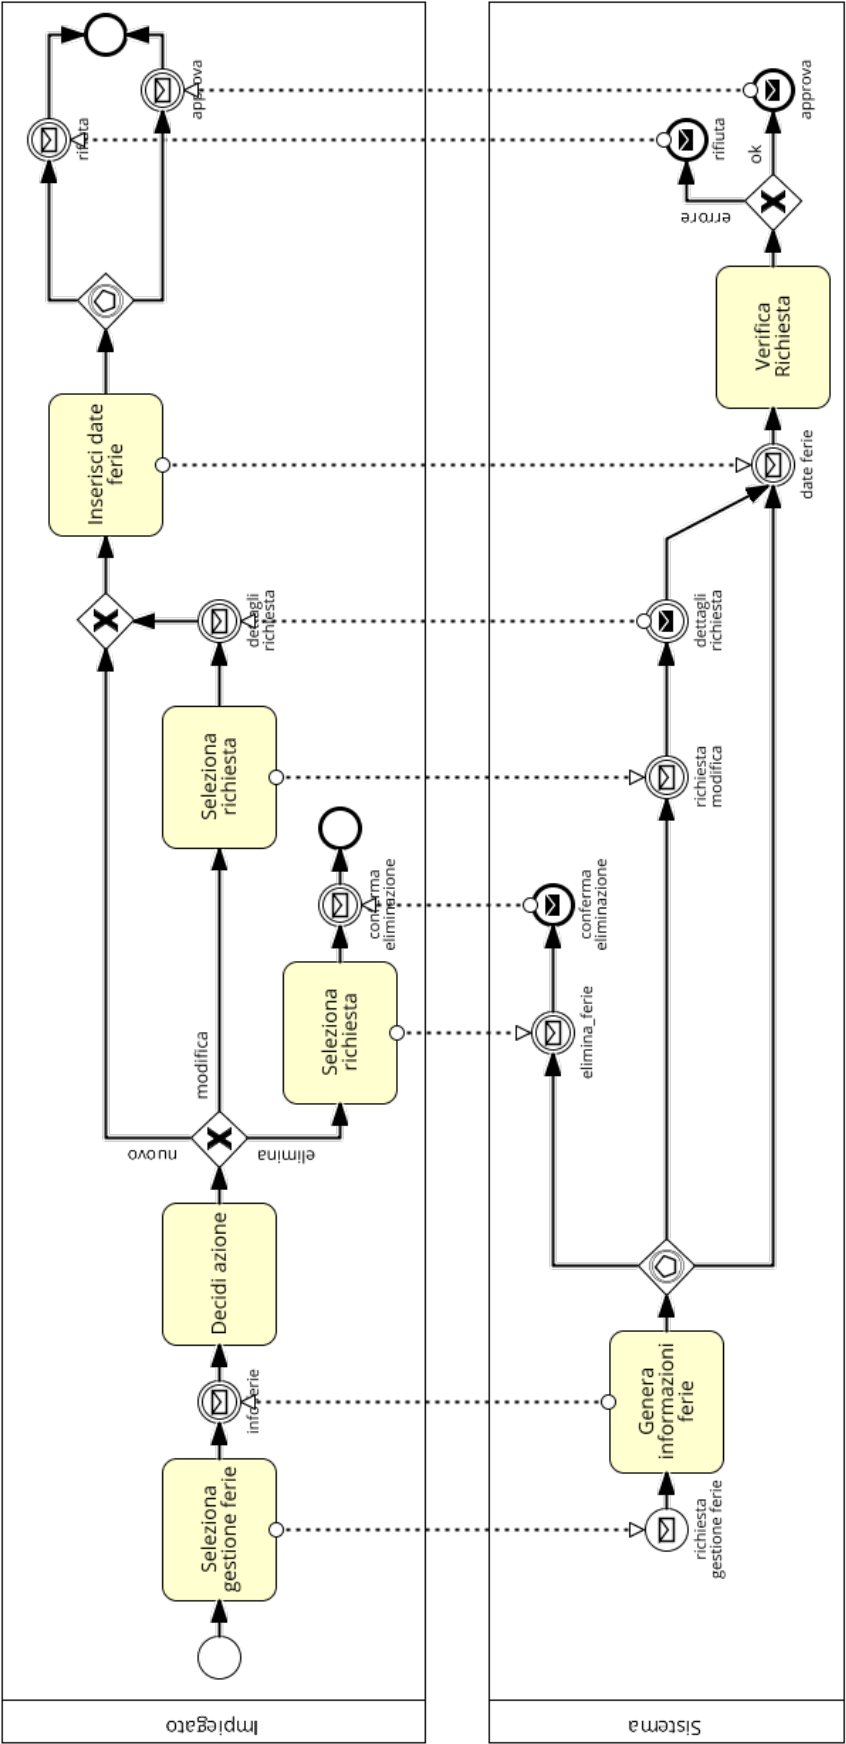 Impiegato
Seleziona
gestione ferie
info ferie
Decidi azione
nuovo
modifica
elimina
Seleziona
richiesta
conferma
eliminazione
Seleziona
richiesta
dettagli
richiesta
Inserisci date
ferie
rifiuta
approva
Sistema
richiesta
gestione ferie
Genera
informazioni
ferie
elimina_ferie
conferma
eliminazione
richiesta
modifica
dettagli
richiesta
date ferie
Verifica
Richiesta
errore
ok
rifiuta
approva